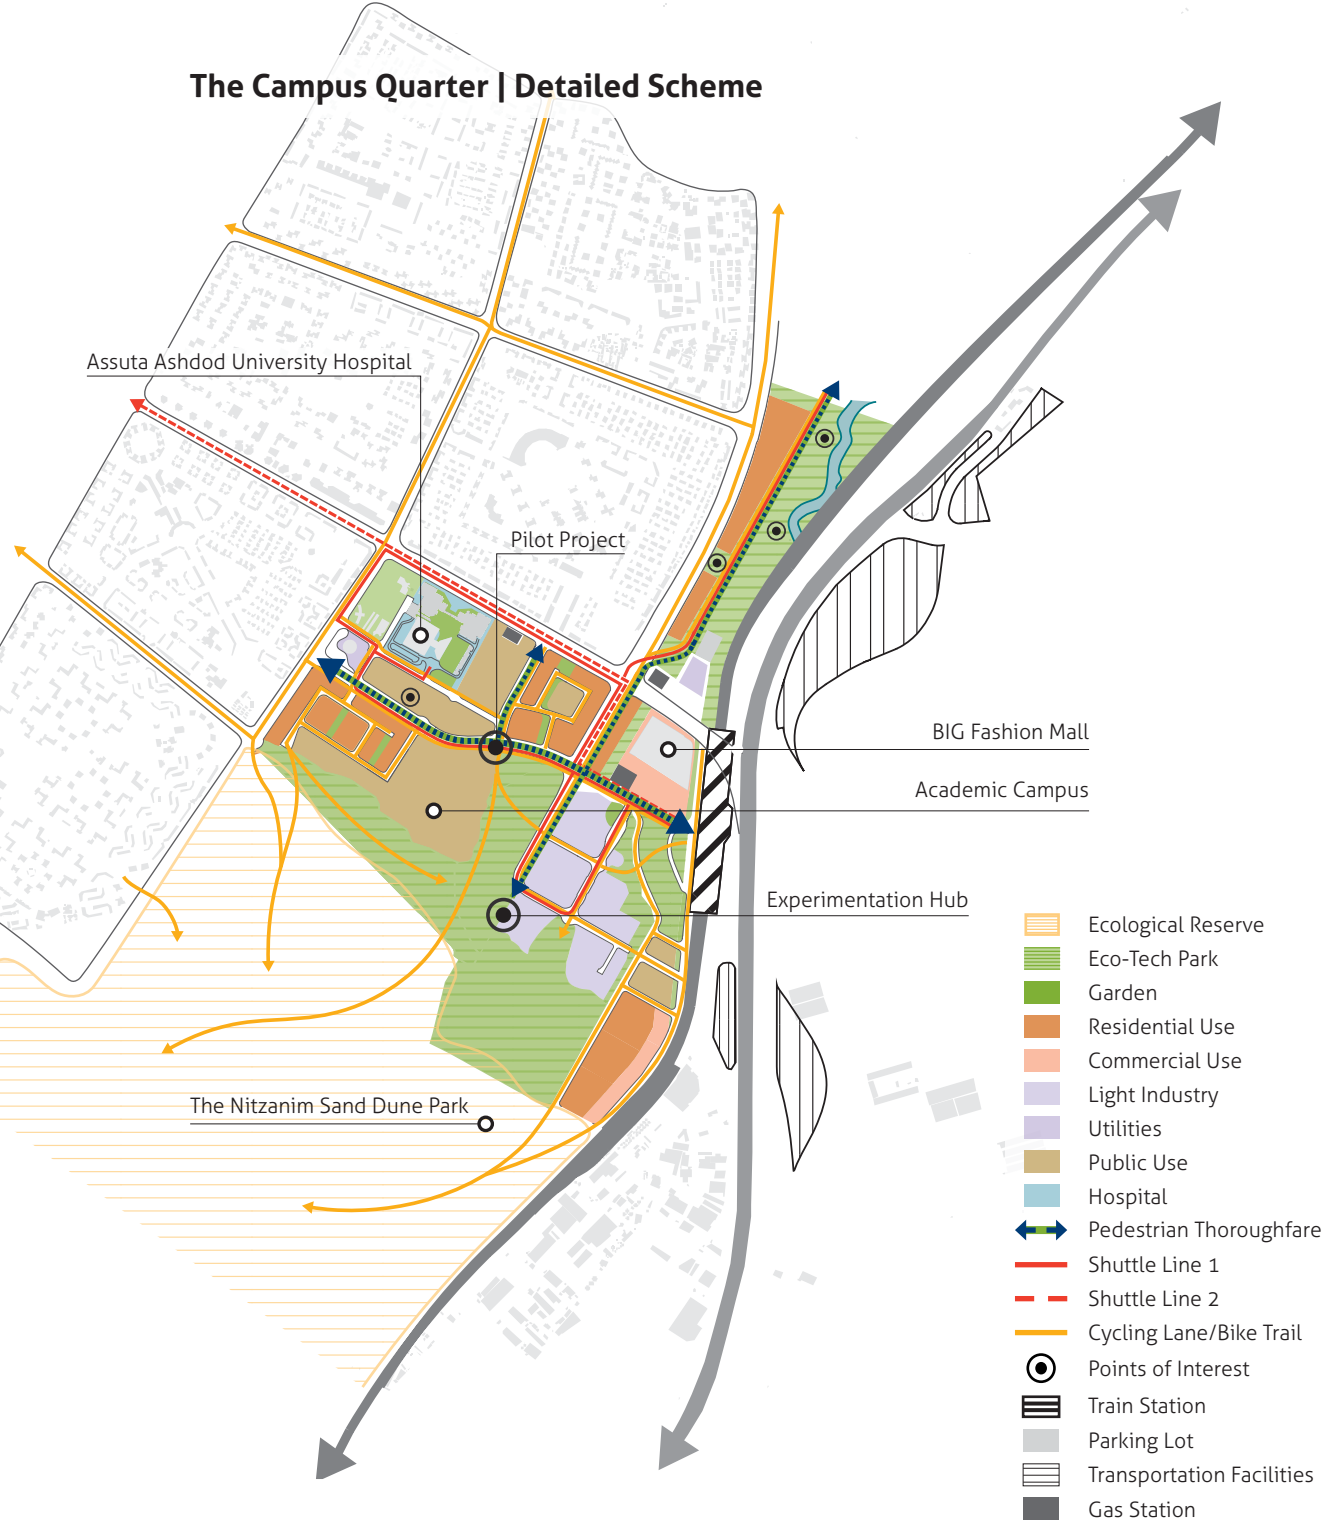 The Campus Quarter | Detailed Scheme
Assuta Ashdod University Hospital
Pilot Project
BIG Fashion Mall
Academic Campus
Experimentation Hub
The Nitzanim Sand Dune Park
Ecological Reserve
Eco-Tech Park
Garden
Residential Use
Commercial Use
Light Industry
Utilities
Public Use
Hospital
Pedestrian Thoroughfare
Shuttle Line 1
Shuttle Line 2
Cycling Lane/Bike Trail
Points of Interest
Train Station
Parking Lot
Transportation Facilities
Gas Station